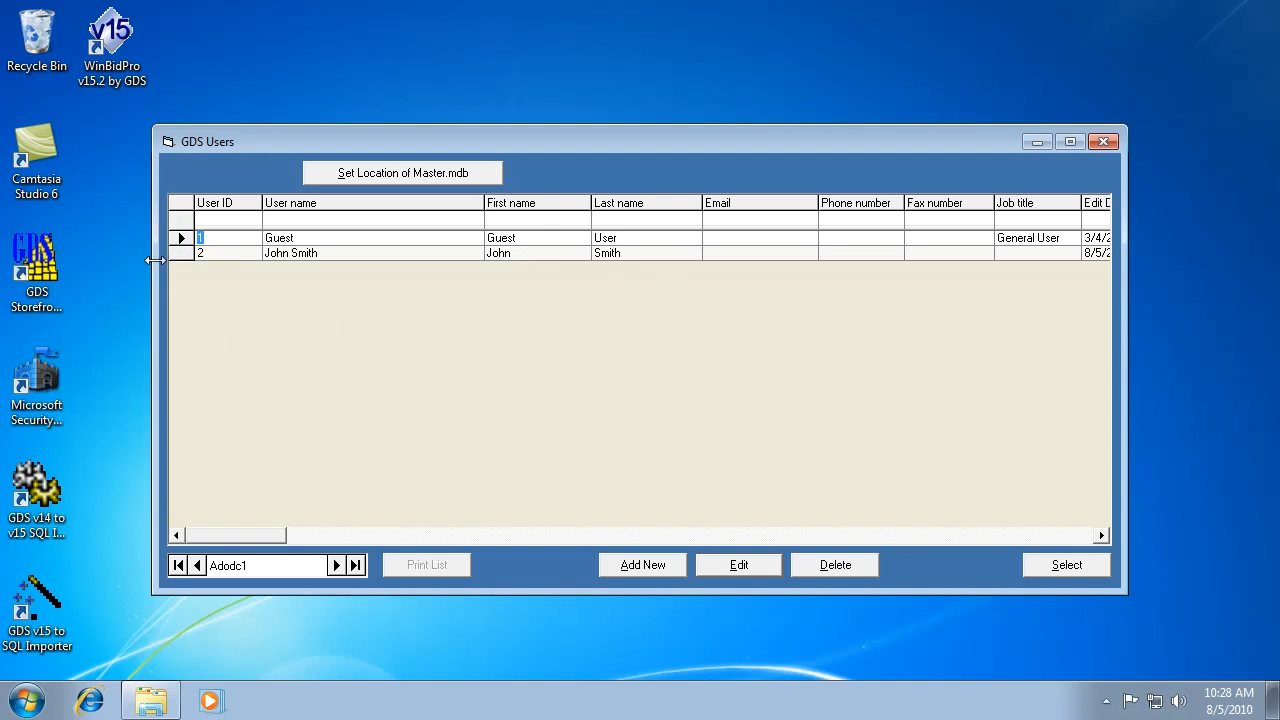 Recycle Bin
v15
WinBidPro
v15.2 by GDS
Camtasia
Studio 6
GDS
GDS
Storefro...
Microsoft
Security...
GDS v14 to
v15 SQL I...
GDS v15 to
SQL Importer
GDS Users
Set Location of Master.mdb
User ID User name First name Last name Email Phone number Fax number Job title Edit D
1 Guest Guest User General User 3/4/2
2 John Smith John Smith 8/5/2
Adodc1 Print List Add New Edit Delete Select
10:28 AM
8/5/2010